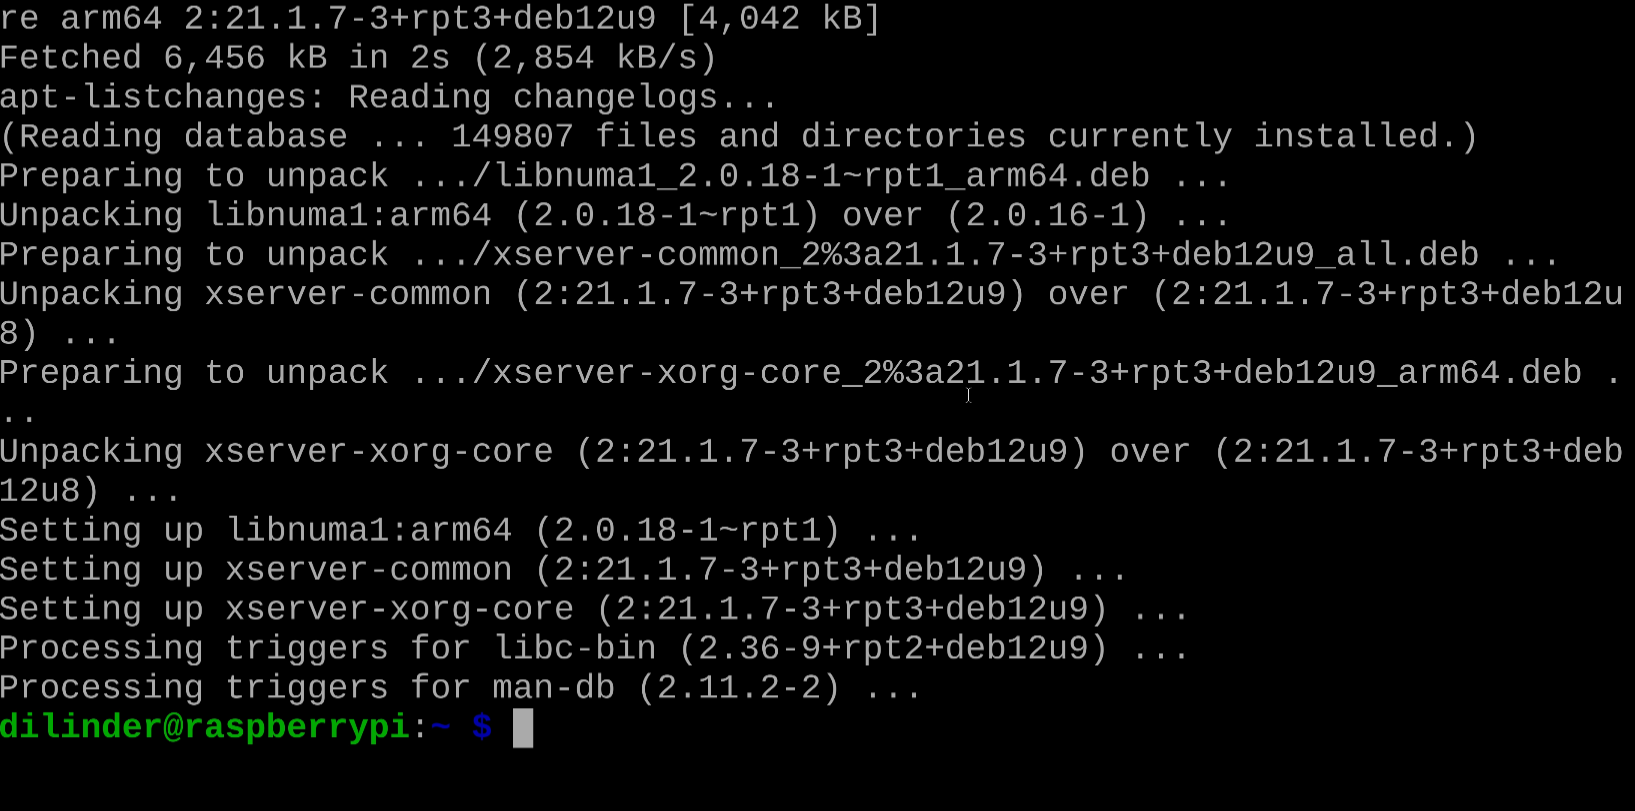 re arm64 2:21.1.7-3+rpt3+deb12u9 [4,042 kB]
Fetched 6,456 kB in 2s (2,854 kB/s)
apt-listchanges: Reading changelogs...
(Reading database ... 149807 files and directories currently installed.)
Preparing to unpack .../libnuma1_2.0.18-1~rpt1_arm64.deb ...
Unpacking libnuma1:arm64 (2.0.18-1~rpt1) over (2.0.16-1) ...
Preparing to unpack .../xserver-common_2%3a21.1.7-3+rpt3+deb12u9_all.deb ...
Unpacking xserver-common (2:21.1.7-3+rpt3+deb12u9) over (2:21.1.7-3+rpt3+deb12u
8) ...
Preparing to unpack .../xserver-xorg-core_2%3a21.1.7-3+rpt3+deb12u9_arm64.deb .
..
Unpacking xserver-xorg-core (2:21.1.7-3+rpt3+deb12u9) over (2:21.1.7-3+rpt3+deb
12u8) ...
Setting up libnuma1:arm64 (2.0.18-1~rpt1) ...
Setting up xserver-common (2:21.1.7-3+rpt3+deb12u9) ...
Setting up xserver-xorg-core (2:21.1.7-3+rpt3+deb12u9) ...
Processing triggers for libc-bin (2.36-9+rpt2+deb12u9) ...
Processing triggers for man-db (2.11.2-2) ...
dilinder@raspberrypi:~ $